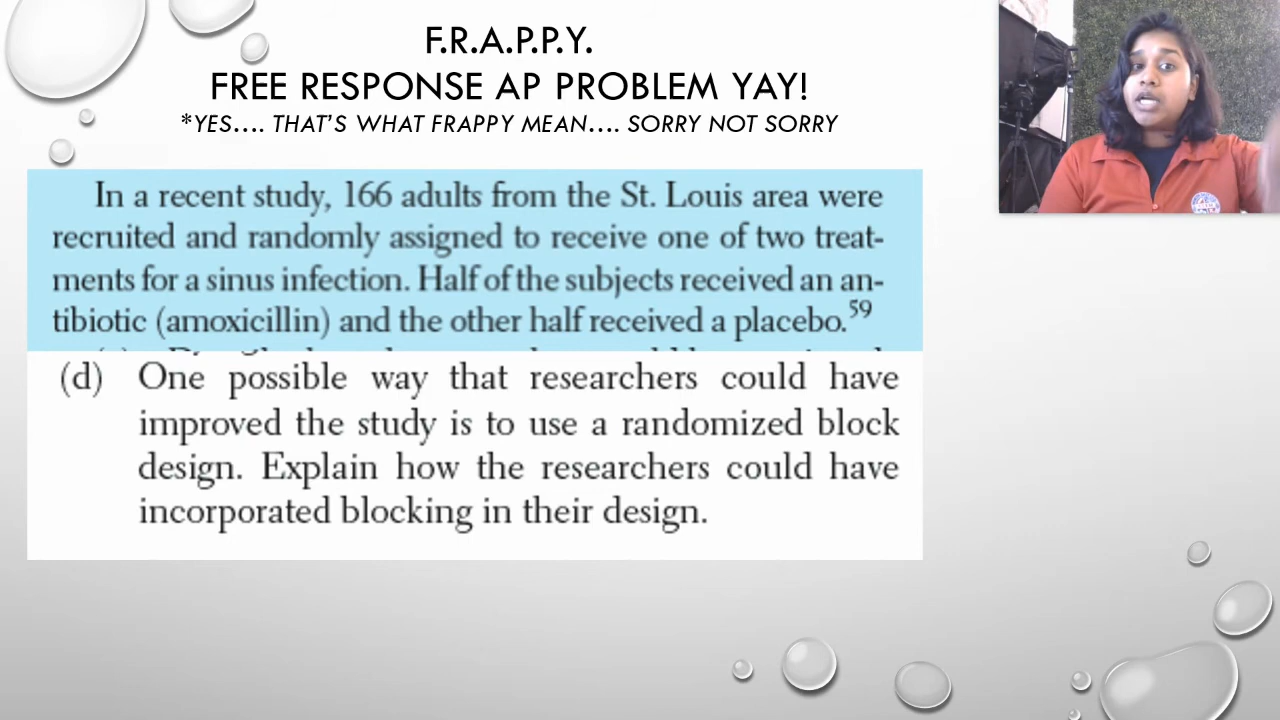 F.R.A.P.P.Y.
FREE RESPONSE AP PROBLEM YAY!
*YES.... THAT'S WHAT FRAPPY MEAN.... SORRY NOT SORRY
In a recent study, 166 adults from the St. Louis area were
recruited and randomly assigned to receive one of two treat-
ments for a sinus infection. Half of the subjects received an an-
tibiotic (amoxicillin) and the other half received a placebo.59
(d) One possible way that researchers could have
improved the study is to use a randomized block
design. Explain how the researchers could have
incorporated blocking in their design.